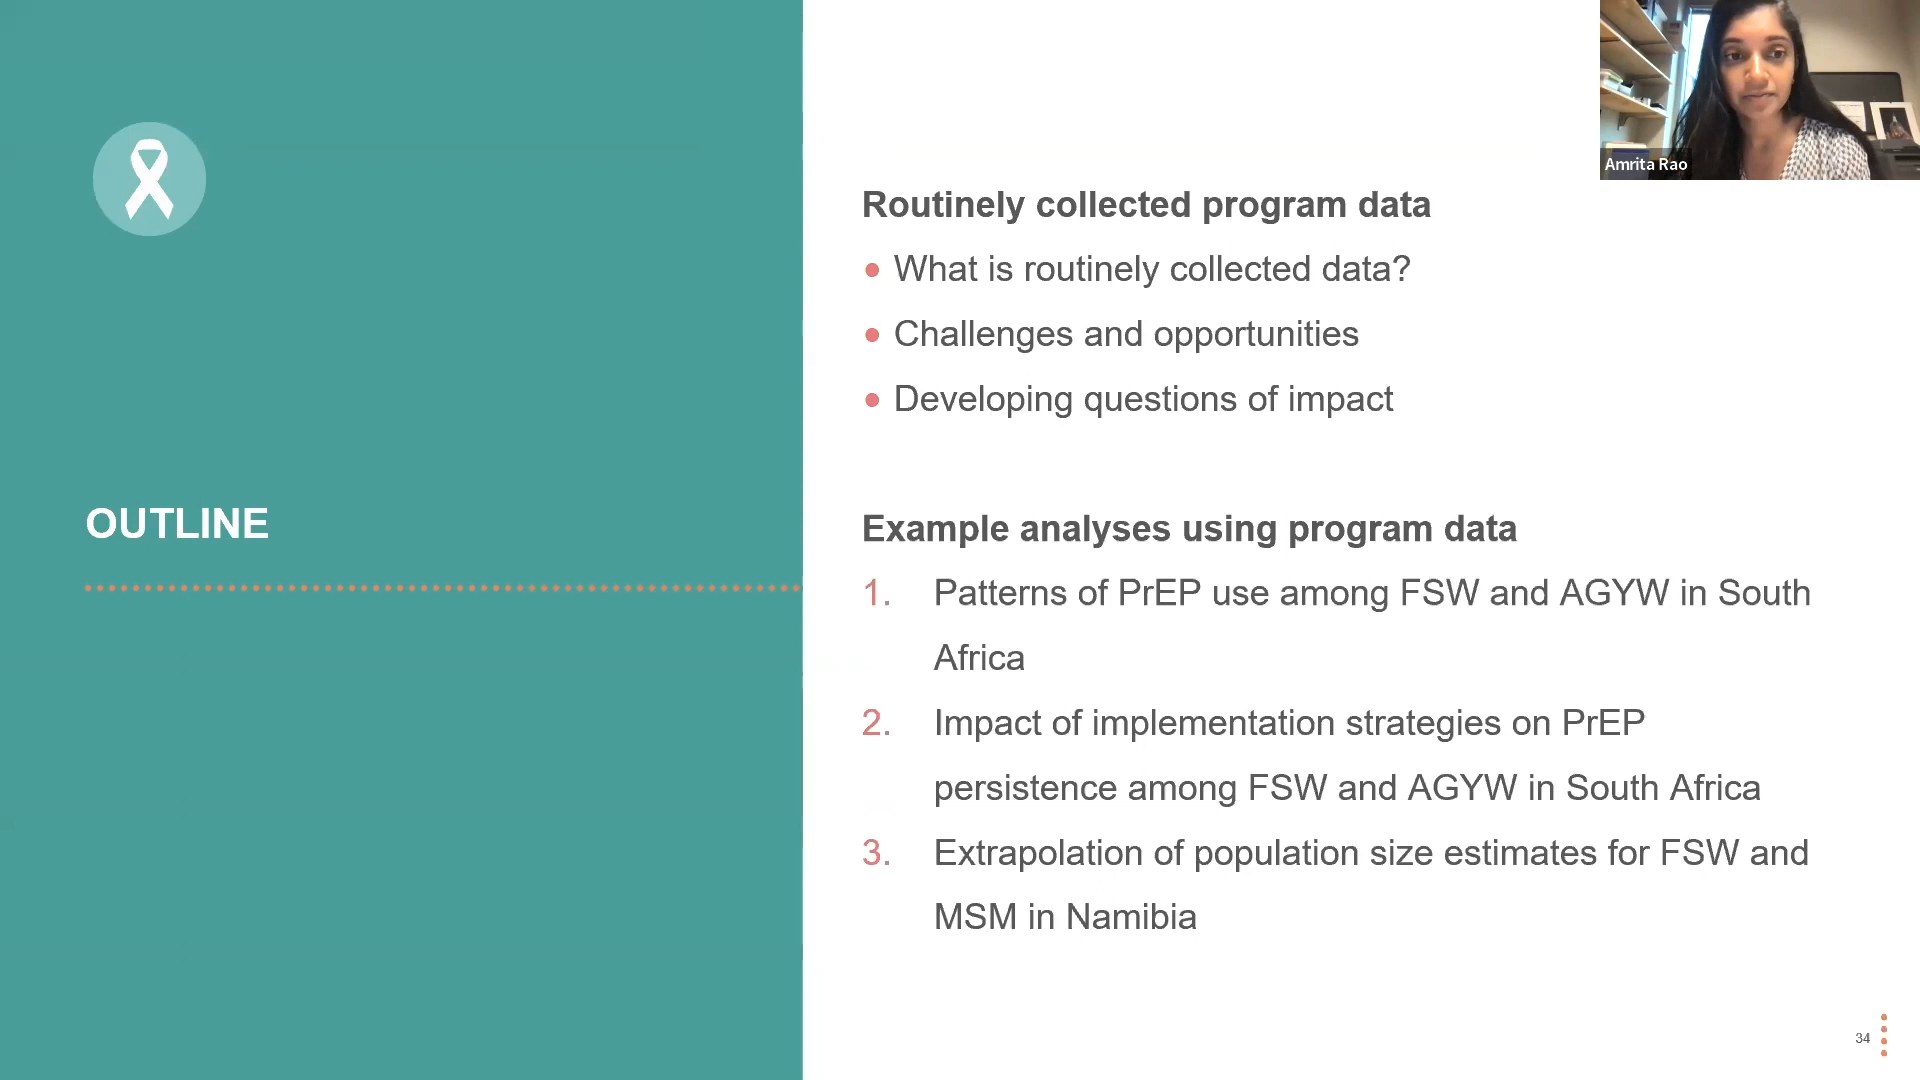 Amrita Rao
Routinely collected program data
• What is routinely collected data?
• Challenges and opportunities
• Developing questions of impact
OUTLINE
Example analyses using program data
1. Patterns of PrEP use among FSW and AGYW in South
Africa
2. Impact of implementation strategies on PrEP
persistence among FSW and AGYW in South Africa
3. Extrapolation of population size estimates for FSW and
MSM in Namibia
34